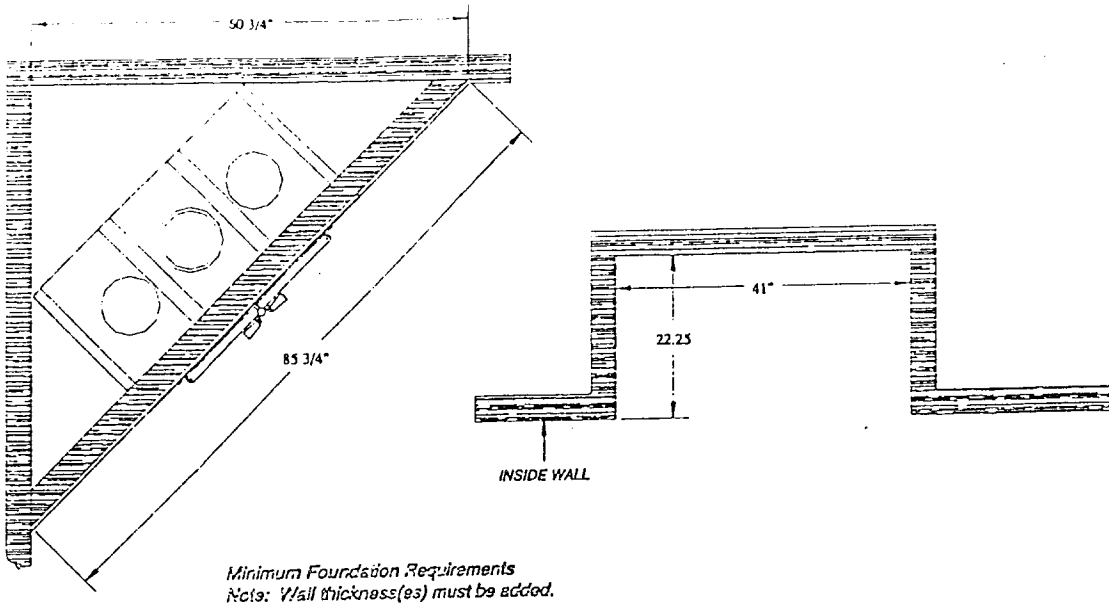 60 3/4"
85 3/4"
41"
22.25
INSIDE WALL
Minimum Foundation Requirements
Note: Wall thickness(es) must be added.